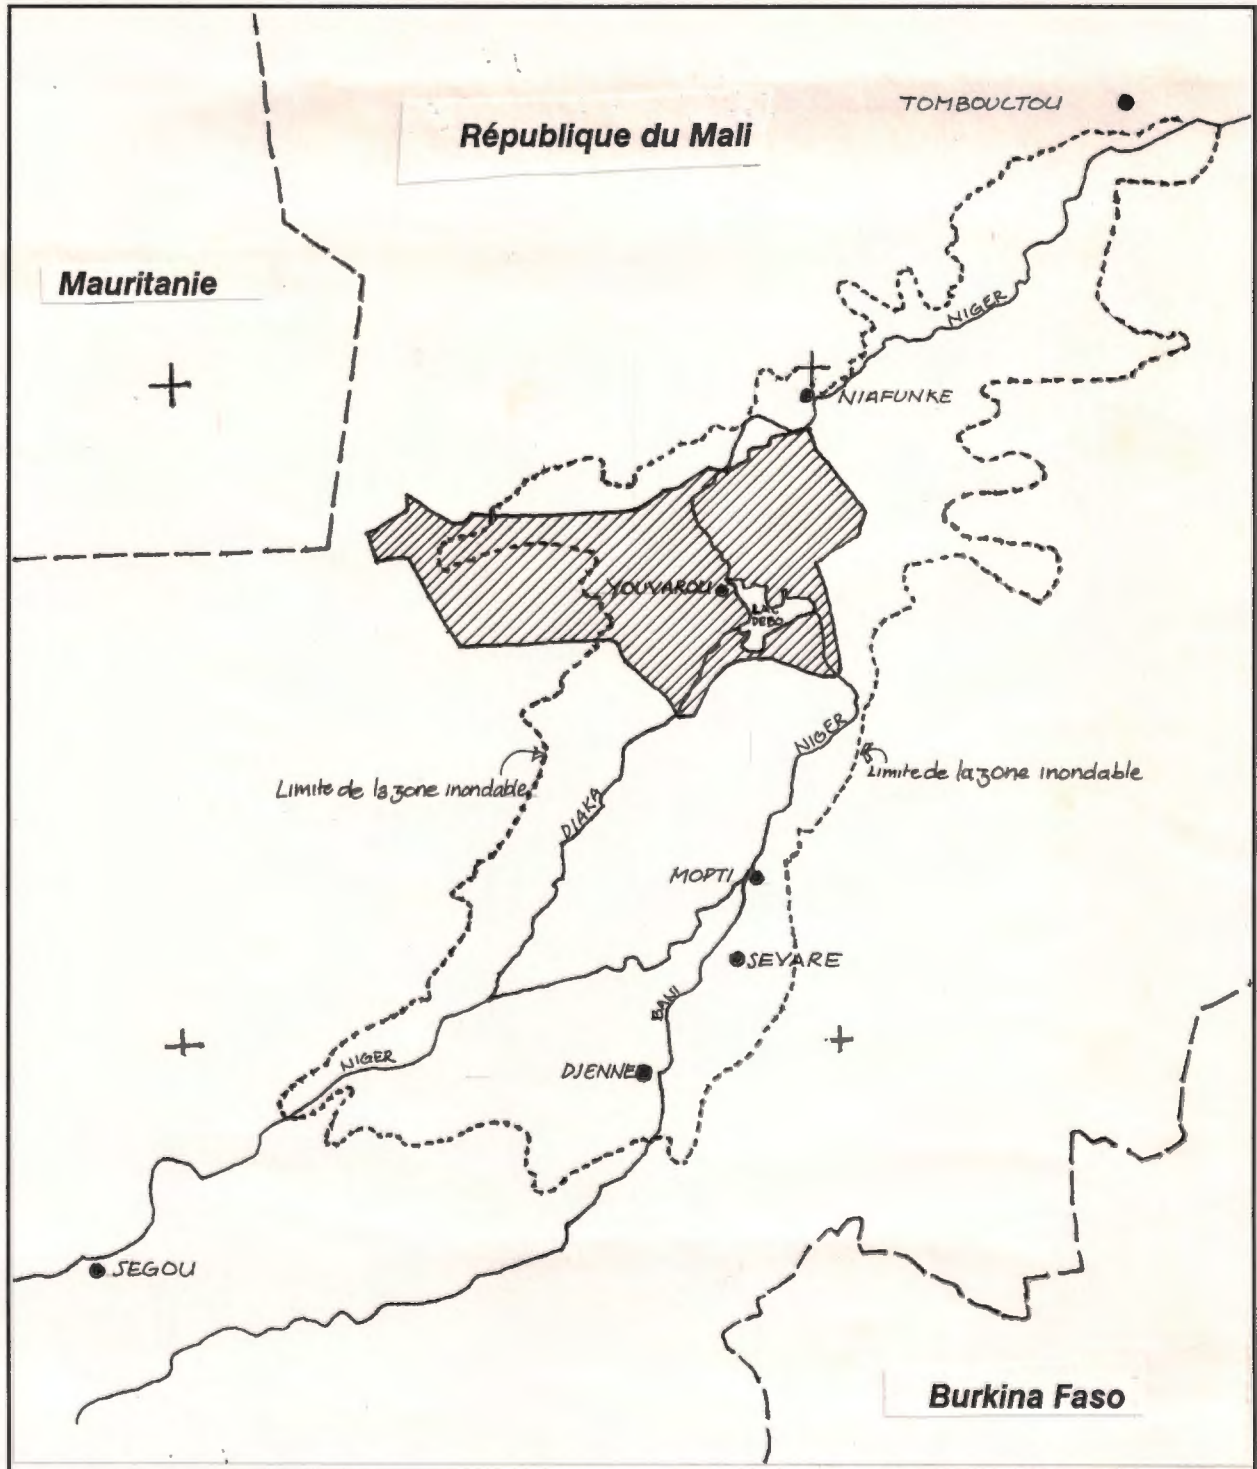 TOMBOUCTOU
République du Mali
Mauritanie
NIGER
NIAFUNKE
YOUVAROU
LAC
DEBO
NIGER
Limite de la zone inondable
Limite de la zone inondable
DIAKA
MOPTI
SEVARE
BANI
NIGER
DJENNE
SEGOU
Burkina Faso